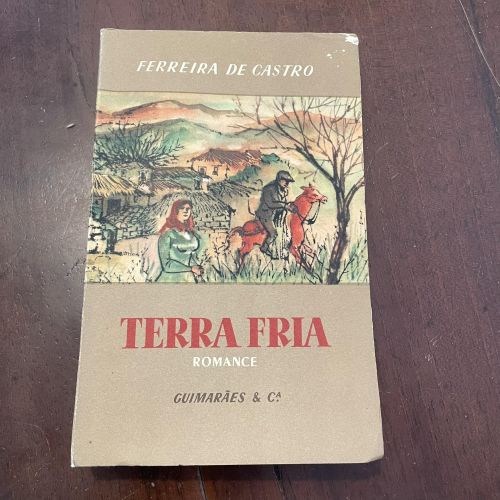 FERREIRA DE CASTRO
TERRA FRIA
ROMANCE
GUIMARÃES & Cᴬ